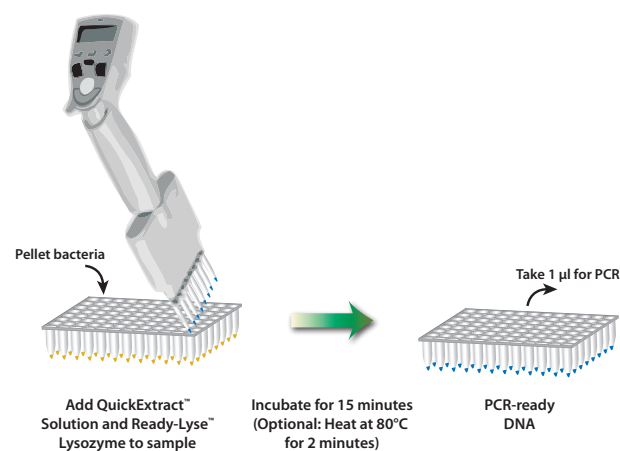 Pellet bacteria
Take 1 µl for PCR
Add QuickExtract™
Solution and Ready-Lyse™
Lysozyme to sample
Incubate for 15 minutes
(Optional: Heat at 80°C
for 2 minutes)
PCR-ready
DNA